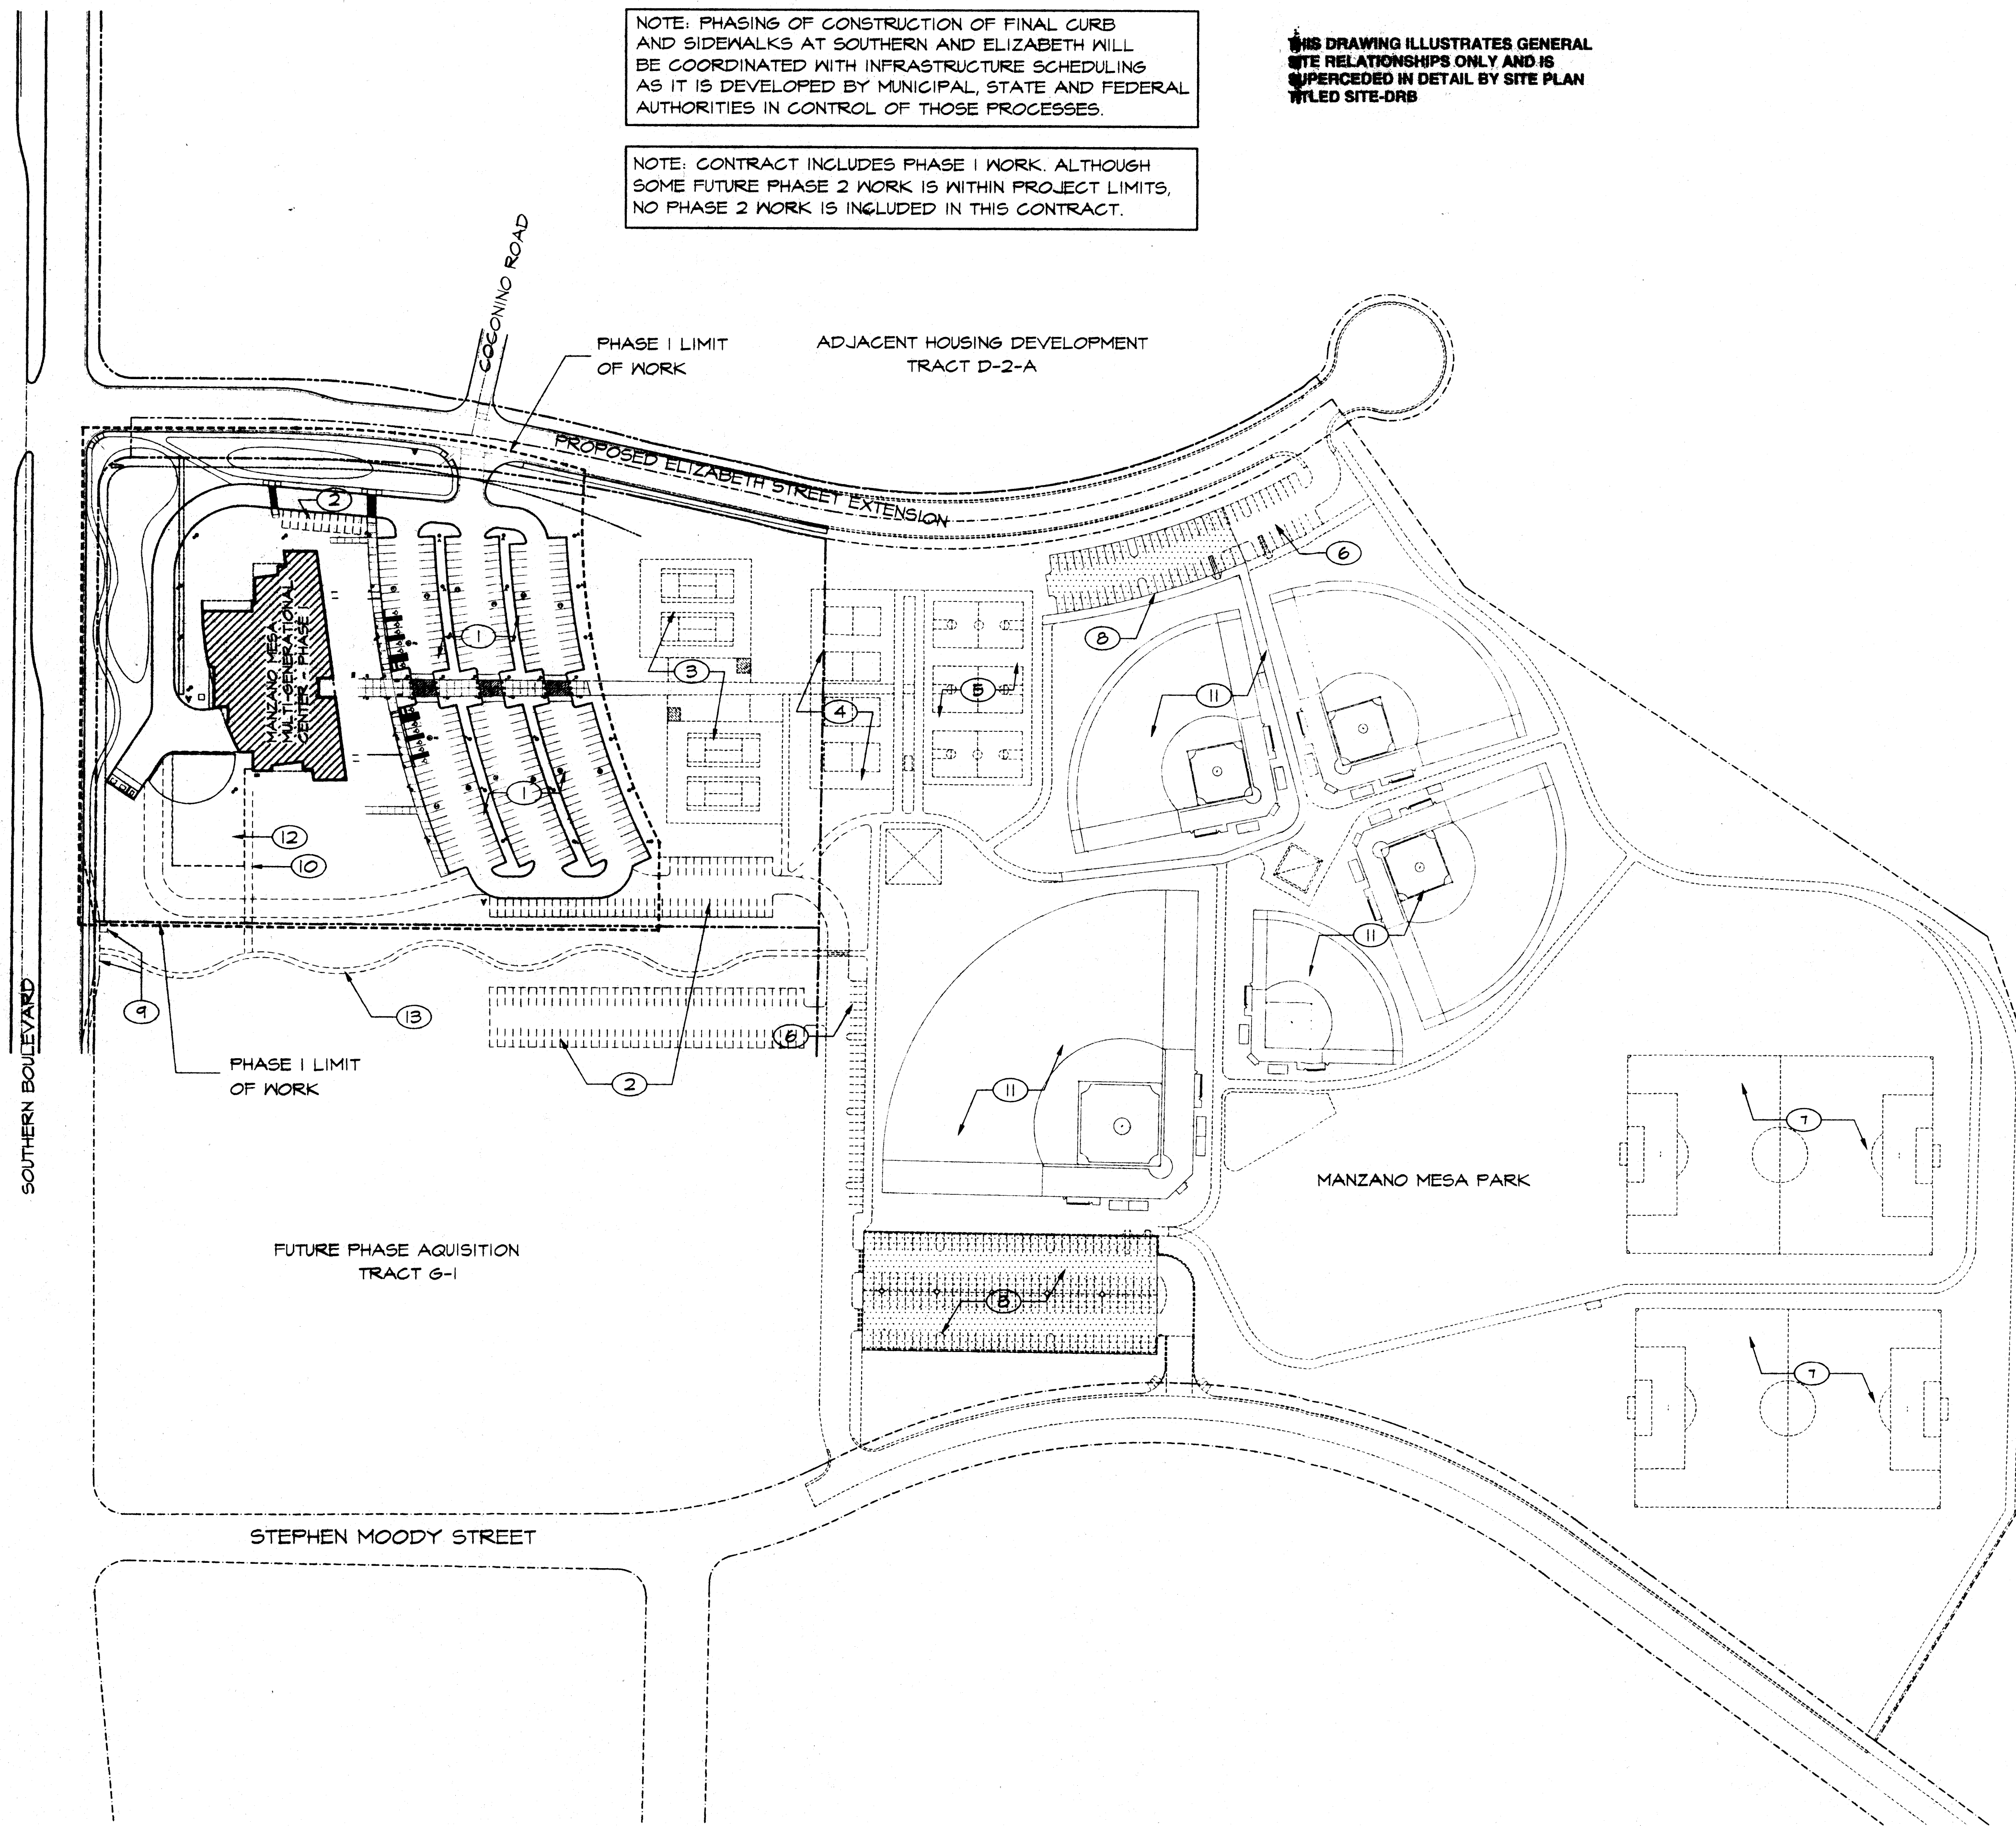 NOTE: PHASING OF CONSTRUCTION OF FINAL CURB
AND SIDEWALKS AT SOUTHERN AND ELIZABETH WILL
BE COORDINATED WITH INFRASTRUCTURE SCHEDULING
AS IT IS DEVELOPED BY MUNICIPAL, STATE AND FEDERAL
AUTHORITIES IN CONTROL OF THOSE PROCESSES.
THIS DRAWING ILLUSTRATES GENERAL
SITE RELATIONSHIPS ONLY AND IS
SUPERCEDED IN DETAIL BY SITE PLAN
TITLED SITE-DRB
NOTE: CONTRACT INCLUDES PHASE 1 WORK. ALTHOUGH
SOME FUTURE PHASE 2 WORK IS WITHIN PROJECT LIMITS,
NO PHASE 2 WORK IS INCLUDED IN THIS CONTRACT.
COCONINO ROAD
PHASE 1 LIMIT
OF WORK
ADJACENT HOUSING DEVELOPMENT
TRACT D-2-A
PROPOSED ELIZABETH STREET EXTENSION
2
6
8
1
MANZANO MESA
MULTI-GENERATIONAL
CENTER - PHASE 1
3
5
11
4
1
12
10
11
9
13
6
2
11
PHASE 1 LIMIT
OF WORK
SOUTHERN BOULEVARD
7
MANZANO MESA PARK
FUTURE PHASE AQUISITION
TRACT G-1
8
7
STEPHEN MOODY STREET